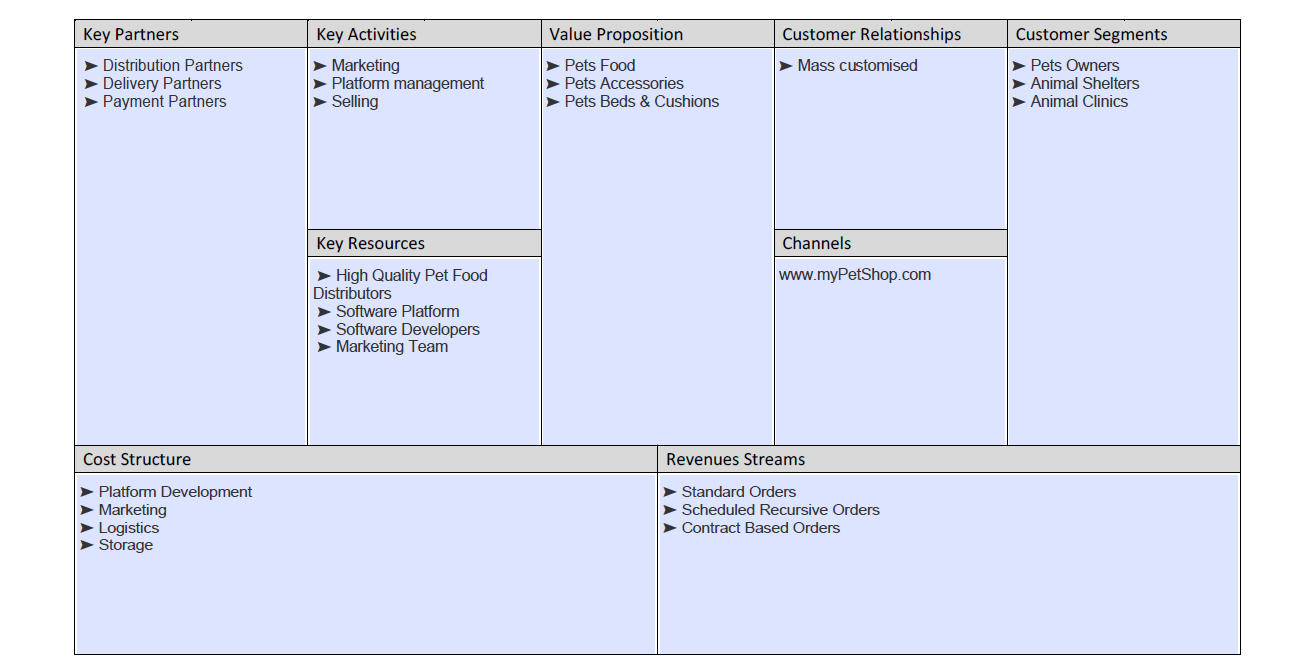 Key Partners
➤ Distribution Partners
➤ Delivery Partners
➤ Payment Partners
Key Activities
➤ Marketing
➤ Platform management
➤ Selling
Key Resources
➤ High Quality Pet Food
Distributors
➤ Software Platform
➤ Software Developers
➤ Marketing Team
Value Proposition
➤ Pets Food
➤ Pets Accessories
➤ Pets Beds & Cushions
Customer Relationships
➤ Mass customised
Channels
www.myPetShop.com
Customer Segments
➤ Pets Owners
➤ Animal Shelters
➤ Animal Clinics
Cost Structure
➤ Platform Development
➤ Marketing
➤ Logistics
➤ Storage
Revenues Streams
➤ Standard Orders
➤ Scheduled Recursive Orders
➤ Contract Based Orders